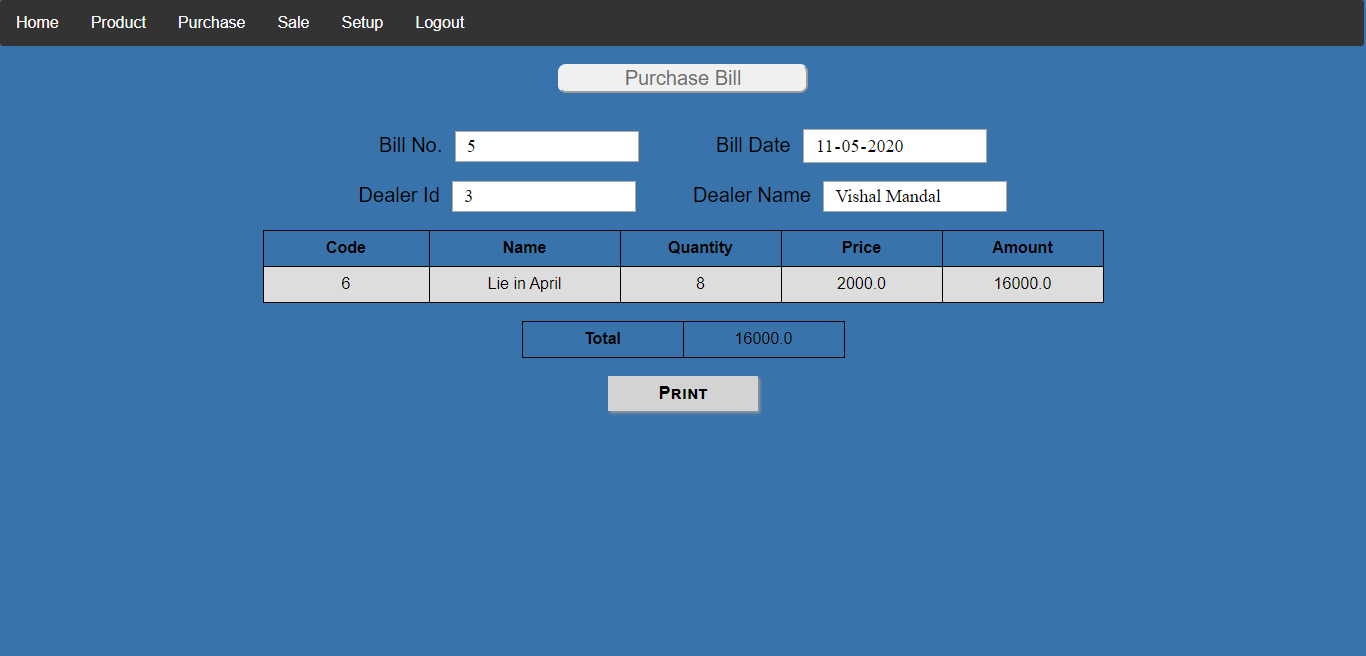 Home Product Purchase Sale Setup Logout
Purchase Bill
Bill No. 5 Bill Date 11-05-2020
Dealer Id 3 Dealer Name Vishal Mandal
Code Name Quantity Price Amount
6 Lie in April 8 2000.0 16000.0
Total 16000.0
Print